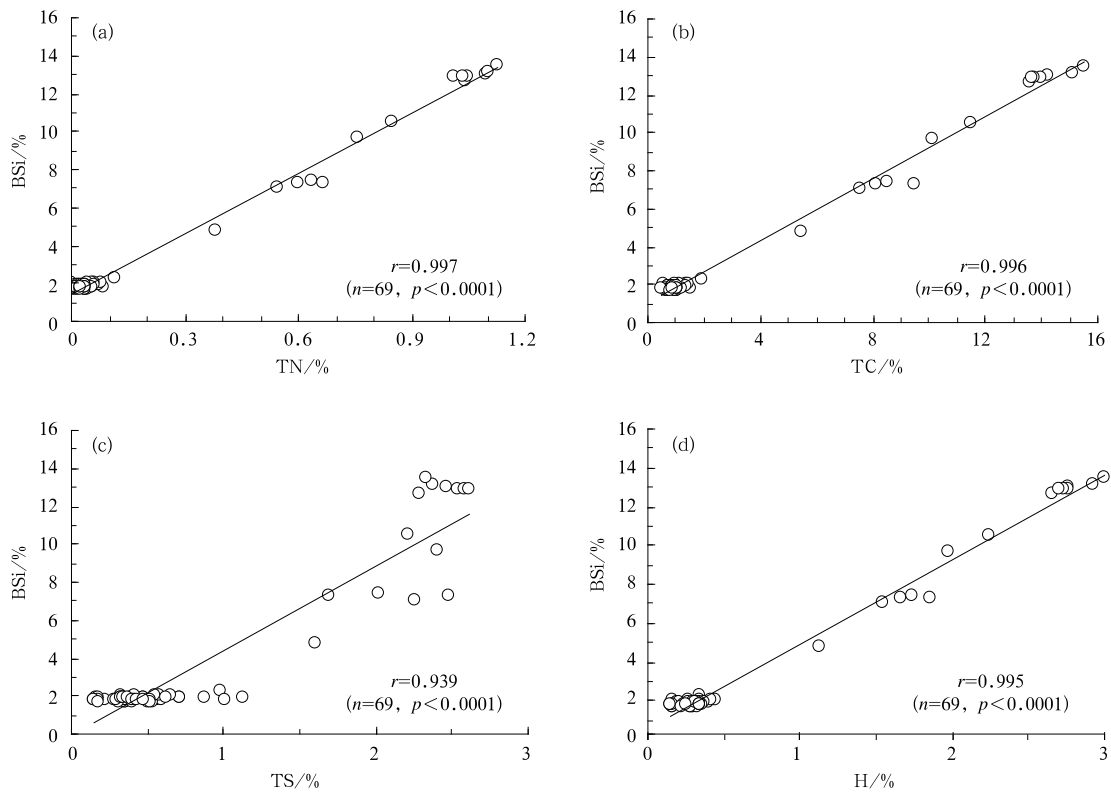 (a)
16
14
12
10
8
6
4
2
0
BSi/%
r=0.997
(n=69, p<0.0001)
0 0.3 0.6 0.9 1.2
TN/%
(b)
16
14
12
10
8
6
4
2
0
BSi/%
r=0.996
(n=69, p<0.0001)
0 4 8 12 16
TC/%
(c)
16
14
12
10
8
6
4
2
0
BSi/%
r=0.939
(n=69, p<0.0001)
0 1 2 3
TS/%
(d)
16
14
12
10
8
6
4
2
0
BSi/%
r=0.995
(n=69, p<0.0001)
0 1 2 3
H/%